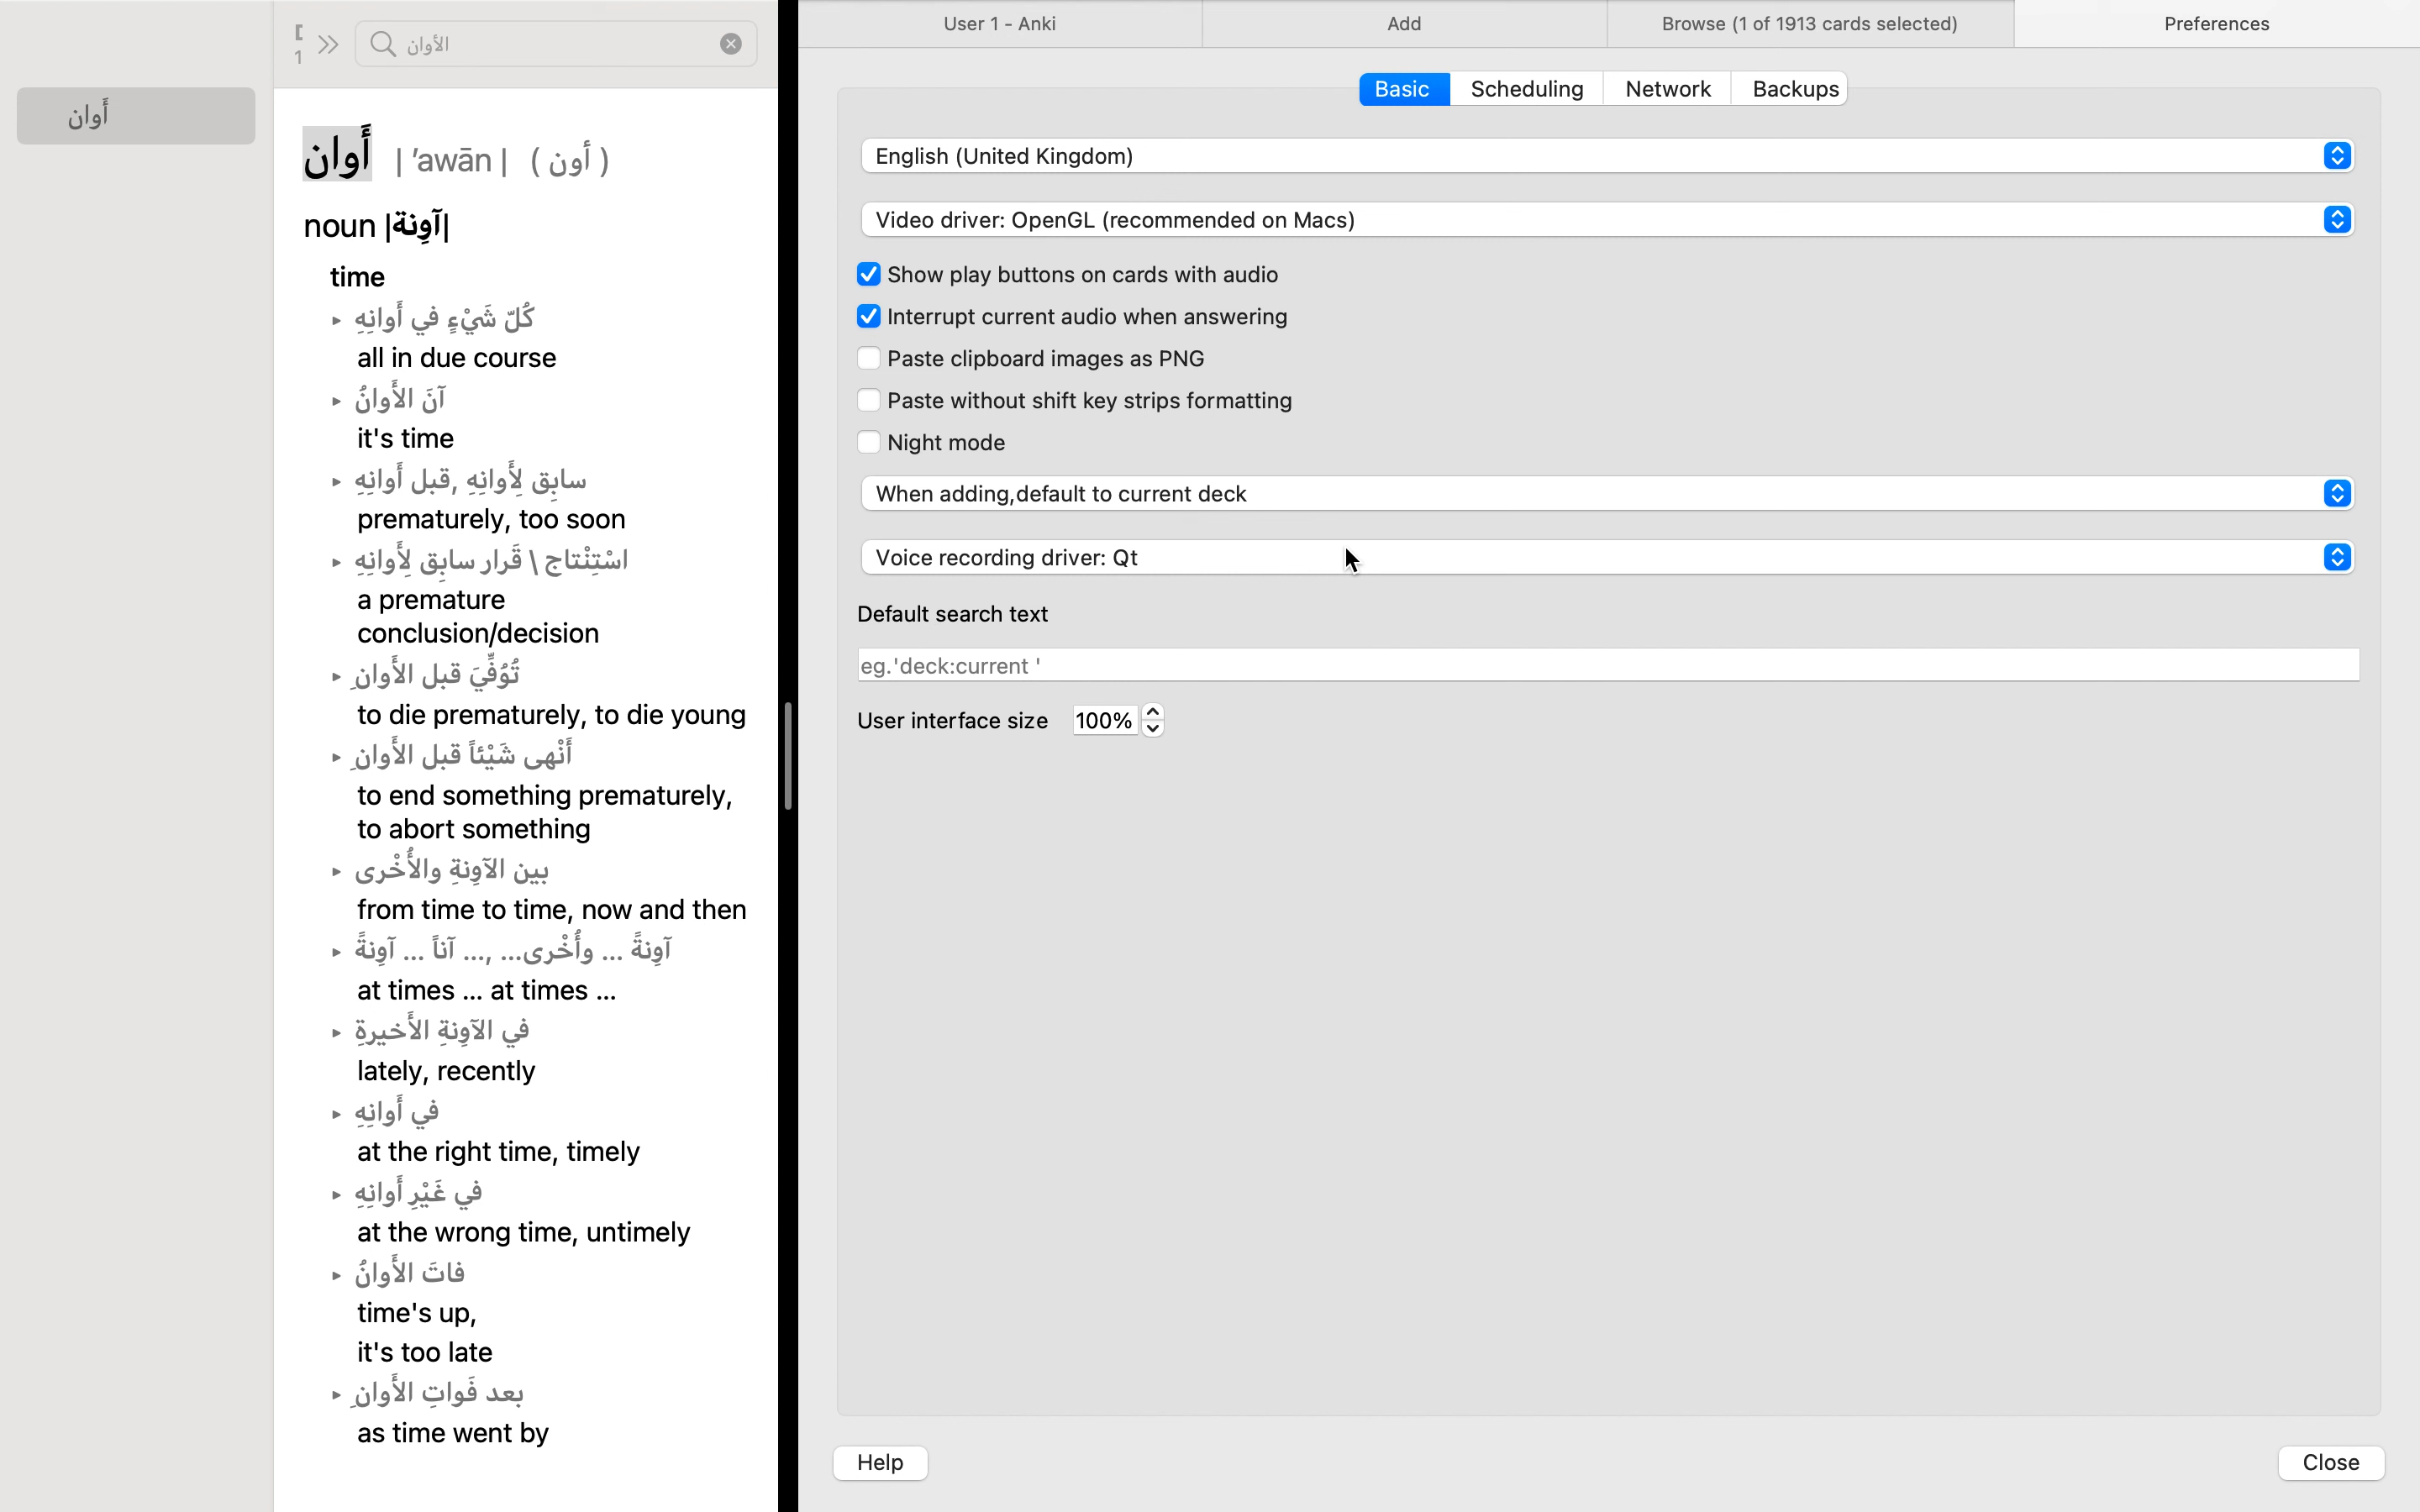 الأوان
أَوان
أَوان | ’awān | ( أون )
noun |آوِنة|
time
كُلّ شَيْءٍ في أَوانِهِ
all in due course
آنَ الأَوانُ
it's time
سابِق لِأَوانِهِ ,قبل أَوانِهِ
prematurely, too soon
اسْتِنْتاج \ قَرار سابِق لِأَوانِهِ
a premature
conclusion/decision
تُوُفِّيَ قبل الأَوانِ
to die prematurely, to die young
أَنْهى شَيْئاً قبل الأَوانِ
to end something prematurely,
to abort something
بين الآوِنةِ والأُخْرى
from time to time, now and then
آوِنةً ... وأُخْرى... ,... آناً ... آوِنةً
at times ... at times ...
في الآوِنةِ الأَخيرةِ
lately, recently
في أَوانِهِ
at the right time, timely
في غَيْرِ أَوانِهِ
at the wrong time, untimely
فاتَ الأَوانُ
time's up,
it's too late
بعد فَواتِ الأَوانِ
as time went by
User 1 - Anki
Add
Browse (1 of 1913 cards selected)
Preferences
Basic
Scheduling
Network
Backups
English (United Kingdom)
Video driver: OpenGL (recommended on Macs)
Show play buttons on cards with audio
Interrupt current audio when answering
Paste clipboard images as PNG
Paste without shift key strips formatting
Night mode
When adding,default to current deck
Voice recording driver: Qt
Default search text
eg.'deck:current '
User interface size 100%
Help
Close